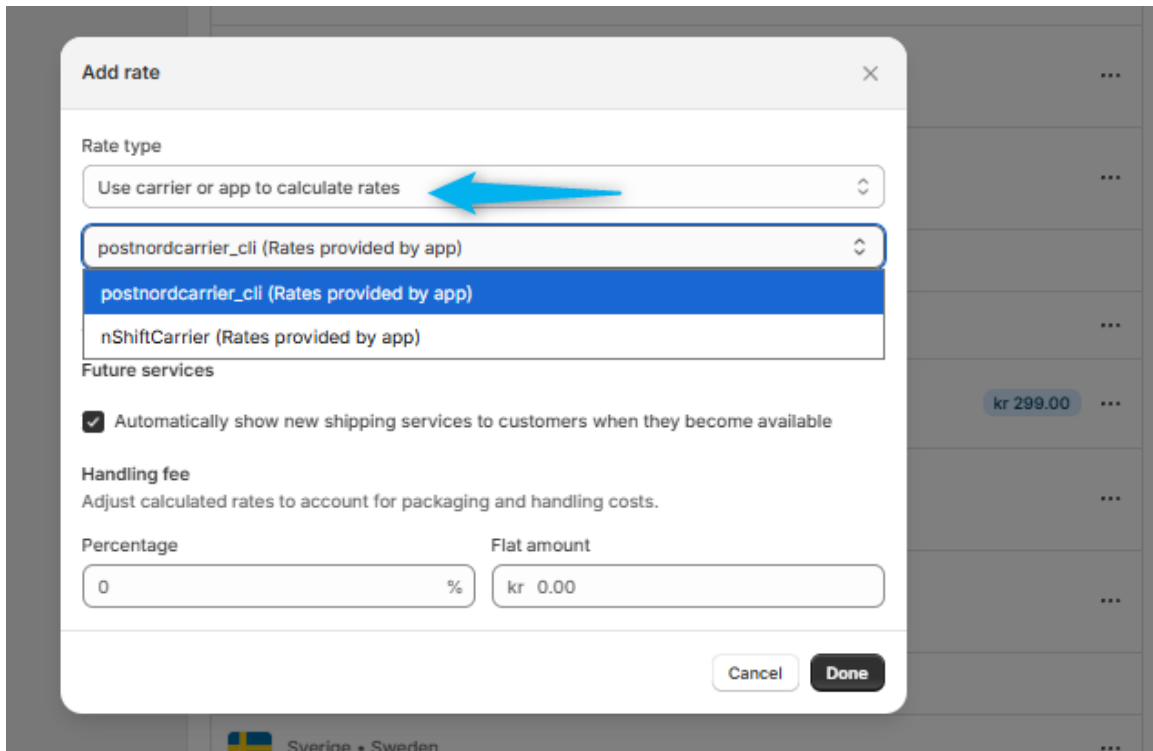 Add rate
Rate type
Use carrier or app to calculate rates
postnordcarrier_cli (Rates provided by app)
postnordcarrier_cli (Rates provided by app)
nShiftCarrier (Rates provided by app)
Future services
Automatically show new shipping services to customers when they become available
kr 299.00
Handling fee
Adjust calculated rates to account for packaging and handling costs.
Percentage Flat amount
0 % kr 0.00
Cancel Done
Sverige • Sweden